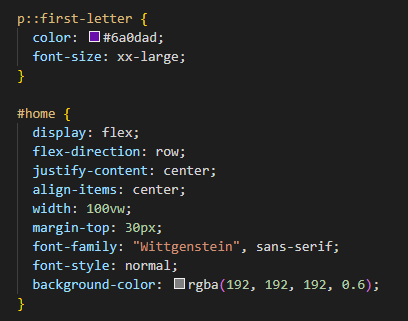 p::first-letter {
  color: #6a0dad;
  font-size: xx-large;
}

#home {
  display: flex;
  flex-direction: row;
  justify-content: center;
  align-items: center;
  width: 100vw;
  margin-top: 30px;
  font-family: "Wittgenstein", sans-serif;
  font-style: normal;
  background-color: rgba(192, 192, 192, 0.6);
}